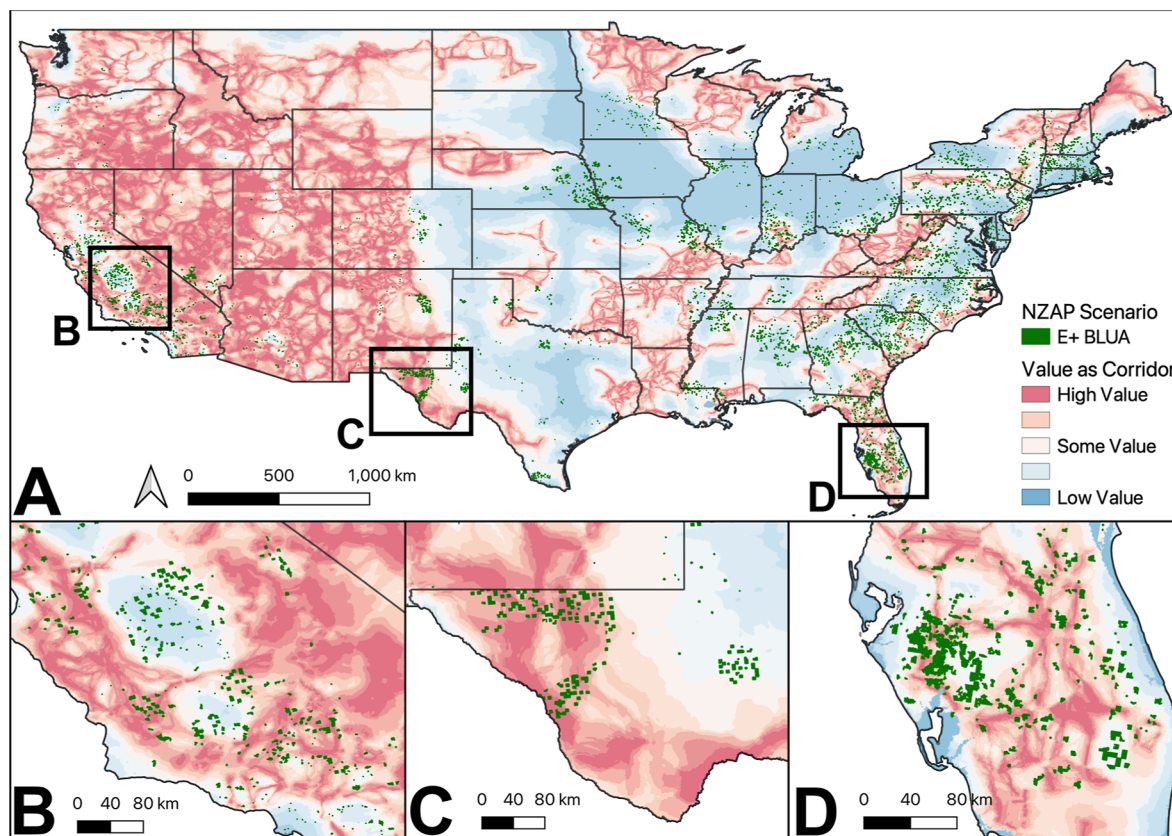 NZAP Scenario
E+ BLUA
Value as Corridor
High Value
Some Value
Low Value
B
C
D
A
0 500 1,000 km
B
0 40 80 km
C
0 40 80 km
D
0 40 80 km